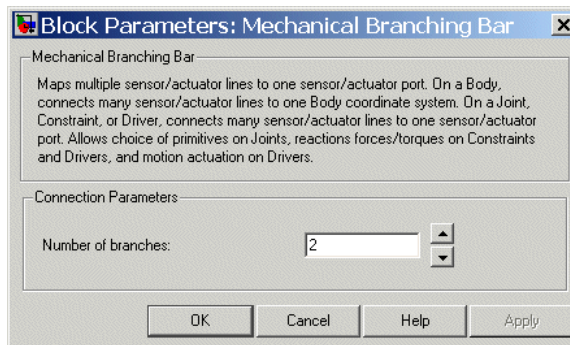 Block Parameters: Mechanical Branching Bar
Mechanical Branching Bar
Maps multiple sensor/actuator lines to one sensor/actuator port. On a Body,
connects many sensor/actuator lines to one Body coordinate system. On a Joint,
Constraint, or Driver, connects many sensor/actuator lines to one sensor/actuator
port. Allows choice of primitives on Joints, reactions forces/torques on Constraints
and Drivers, and motion actuation on Drivers.
Connection Parameters
Number of branches: 2
OK Cancel Help Apply